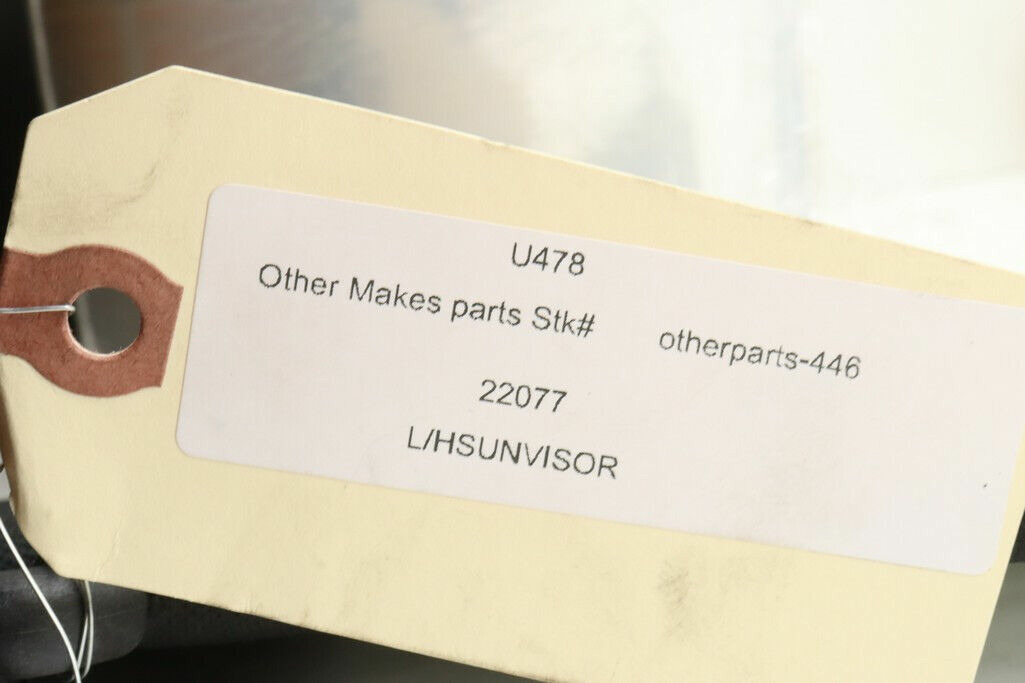 U478
Other Makes parts Stk# otherparts-446
22077
L/HSUNVISOR